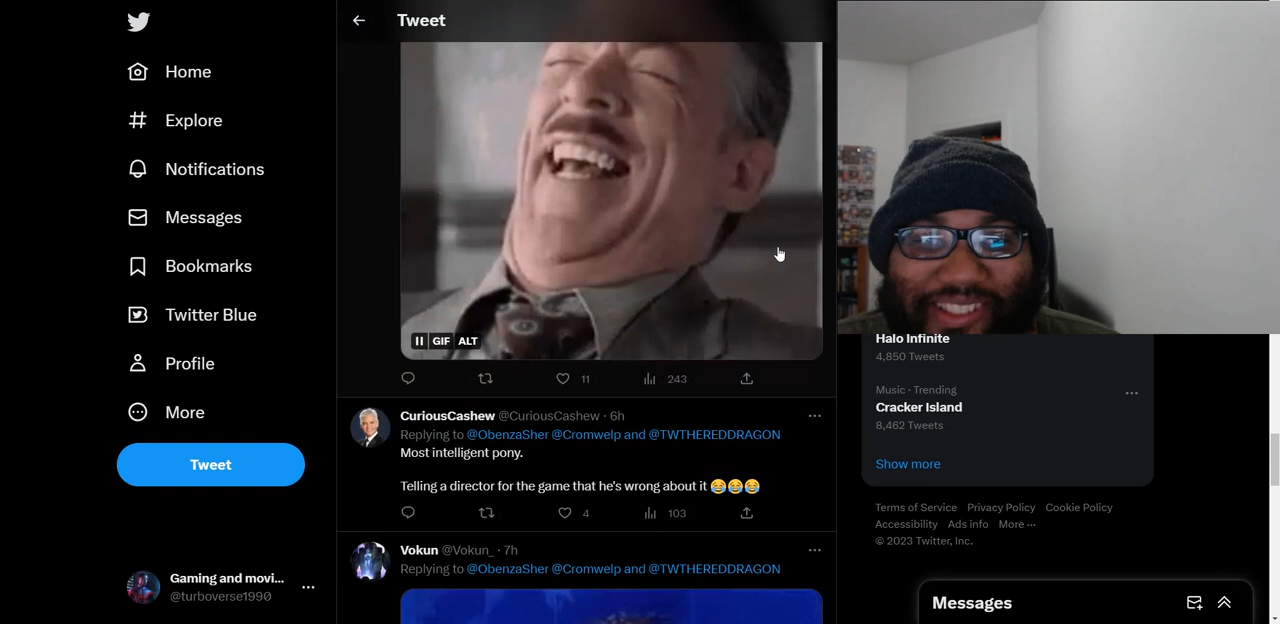 Home
Explore
Notifications
Messages
Bookmarks
Twitter Blue
Profile
More
Tweet
Gaming and movi...
@turboverse1990
Tweet
GIF ALT
11
243
CuriousCashew @CuriousCashew · 6h
Replying to @ObenzaSher @Cromwelp and @TWTHEREDDRAGON
Most intelligent pony.
Telling a director for the game that he's wrong about it 😂😂😂
4
103
Vokun @Vokun_ · 7h
Replying to @ObenzaSher @Cromwelp and @TWTHEREDDRAGON
Halo Infinite
4,850 Tweets
Music · Trending
Cracker Island
8,462 Tweets
Show more
Terms of Service Privacy Policy Cookie Policy
Accessibility Ads info More ···
© 2023 Twitter, Inc.
Messages